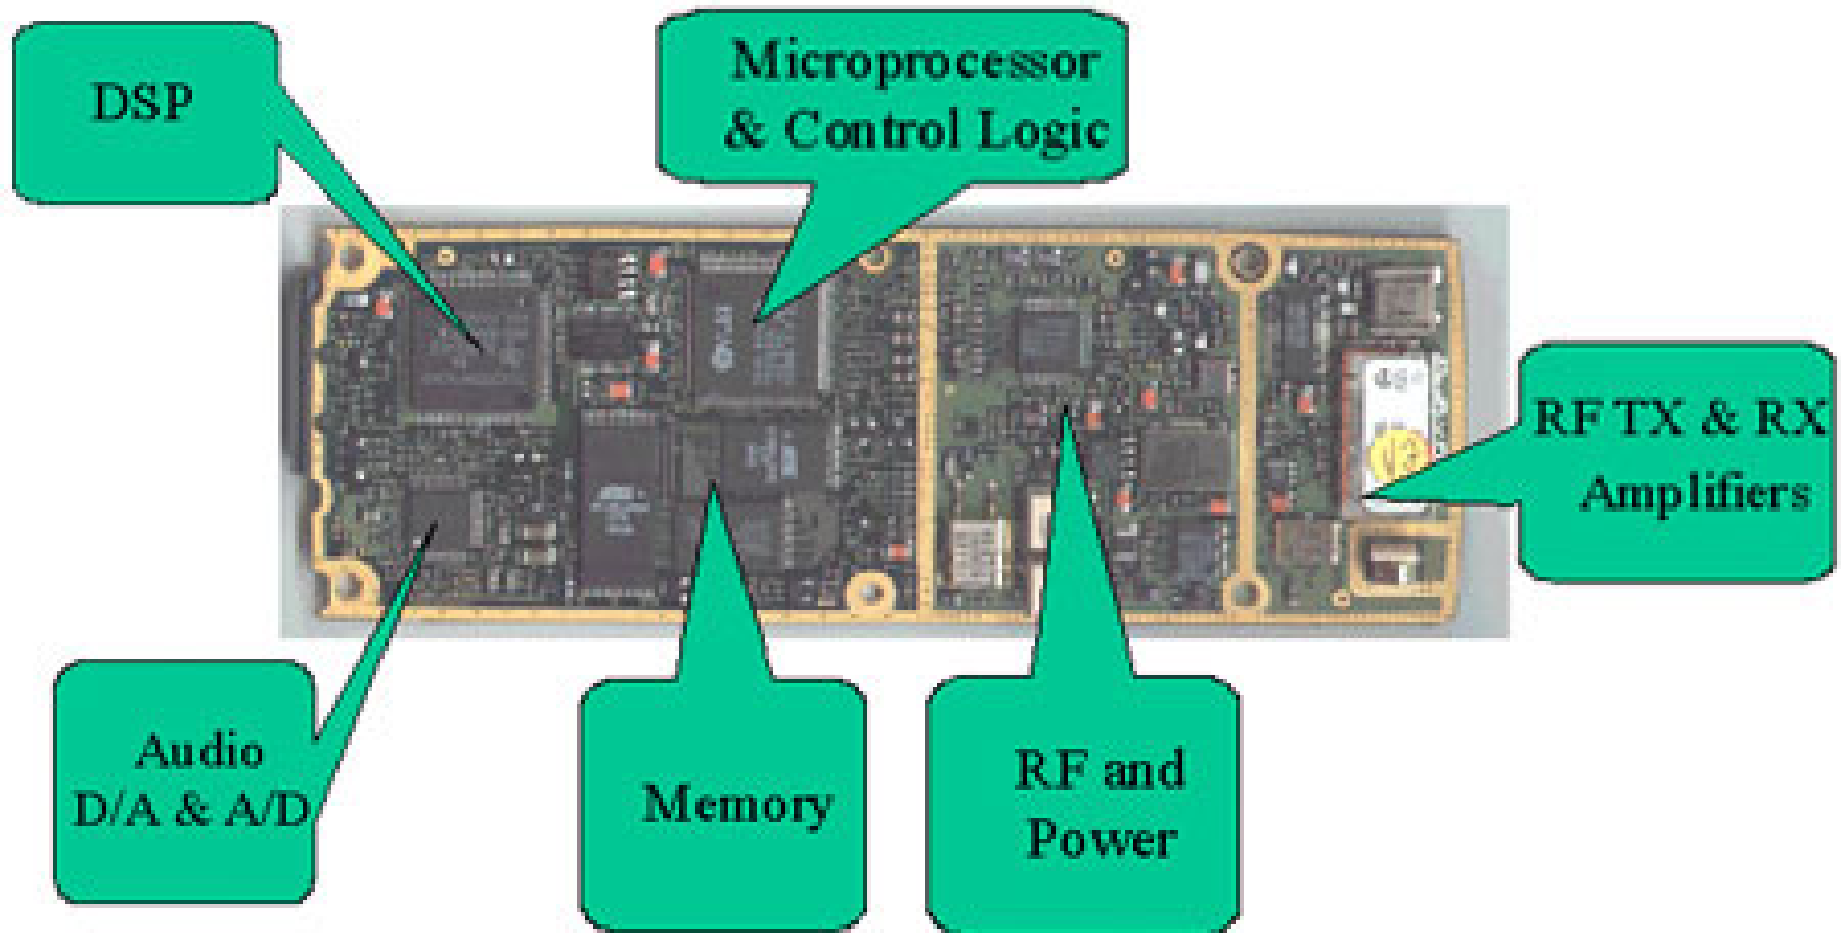 DSP
Microprocessor
& Control Logic
RF TX & RX
Amplifiers
Audio
D/A & A/D
Memory
RF and
Power